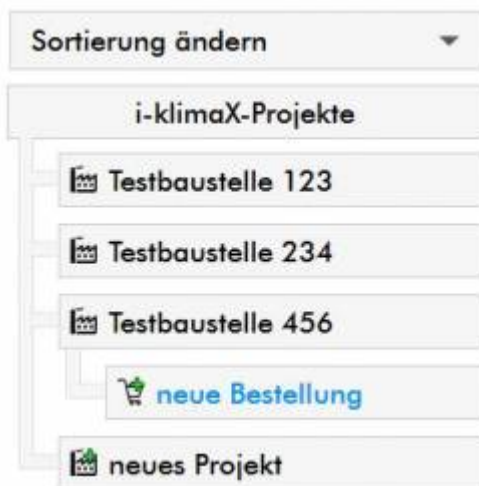 Sortierung ändern
i-klimaX-Projekte
Testbaustelle 123
Testbaustelle 234
Testbaustelle 456
neue Bestellung
neues Projekt